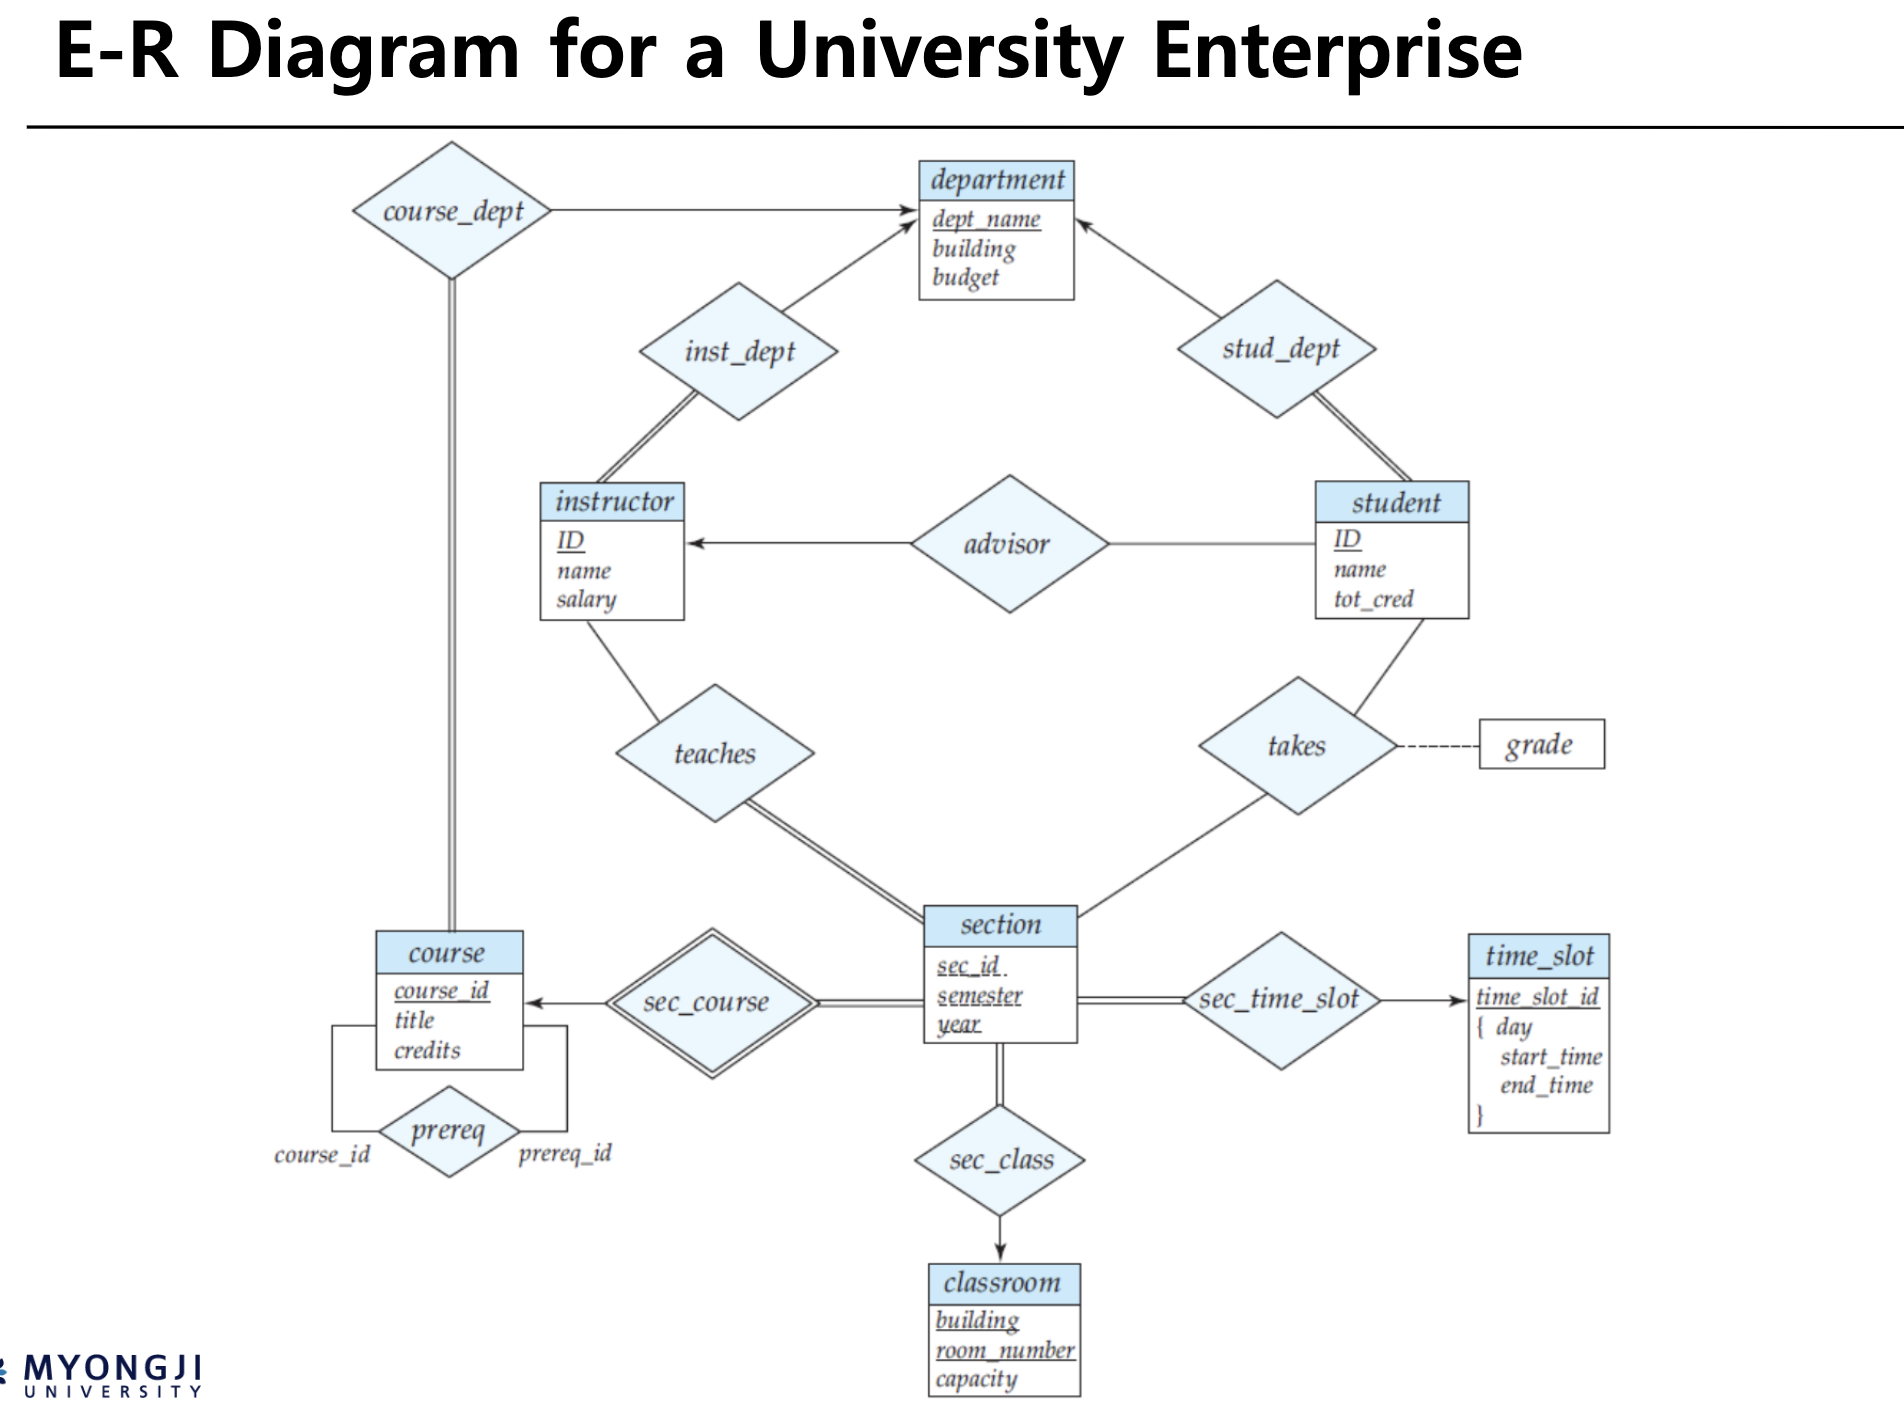 E-R Diagram for a University Enterprise
course_dept
department
dept_name
building
budget
inst_dept
stud_dept
instructor
ID
name
salary
advisor
student
ID
name
tot_cred
teaches
takes
grade
course
course_id
title
credits
sec_course
section
sec_id
semester
year
sec_time_slot
time_slot
time_slot_id
{ day
start_time
end_time
}
prereq
course_id
prereq_id
sec_class
classroom
building
room_number
capacity
MYONGJI
UNIVERSITY